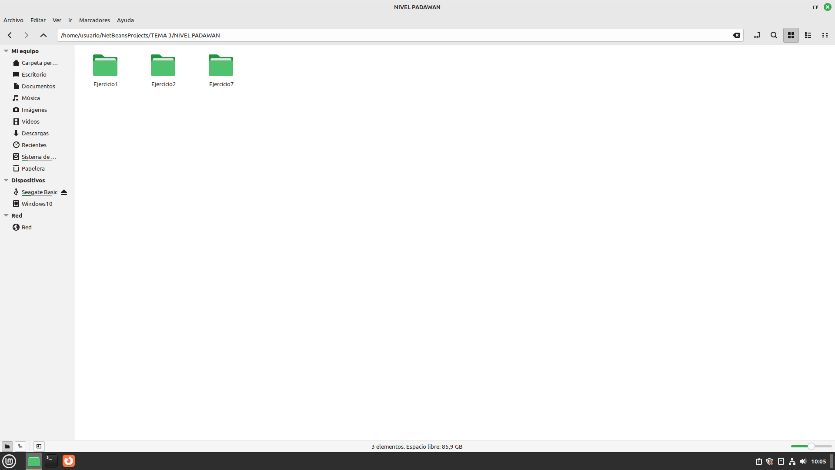 NIVEL PADAWAN
Archivo Editar Ver Ir Marcadores Ayuda
/home/usuario/NetBeansProjects/TEMA 3/NIVEL PADAWAN
Mi equipo
Carpeta per...
Escritorio
Documentos
Música
Imágenes
Vídeos
Descargas
Recientes
Sistema de ...
Papelera
Dispositivos
Seagate Basic
Windows10
Red
Red
Ejercicio1
Ejercicio2
Ejercicio7
3 elementos. Espacio libre: 85,9 GB
10:05